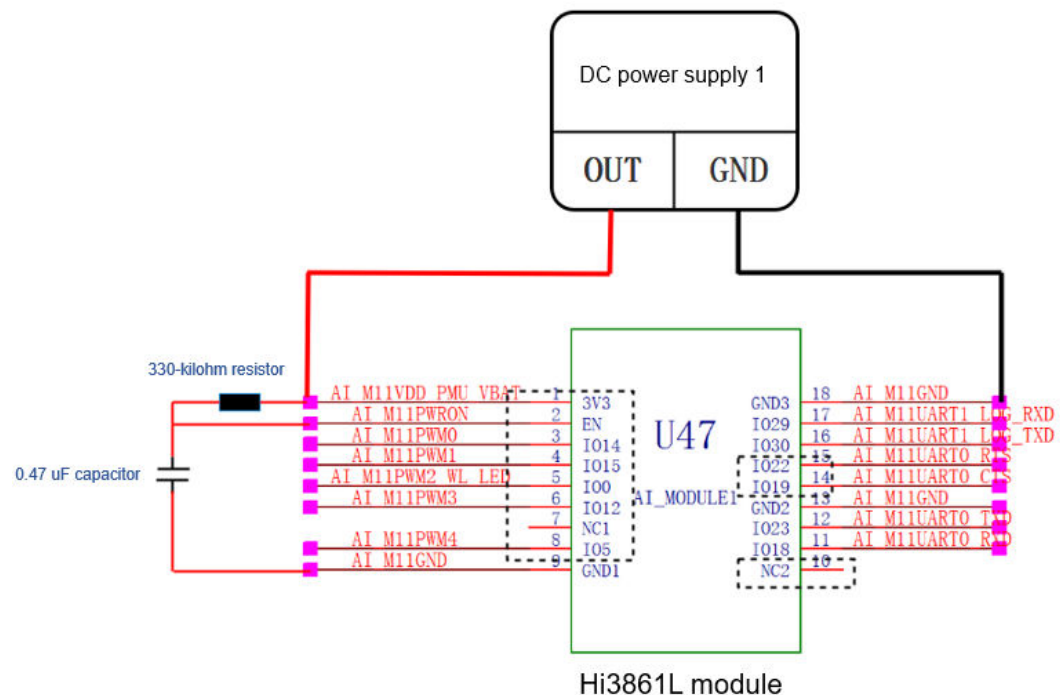 DC power supply 1
OUT GND
330-kilohm resistor
0.47 uF capacitor
AI_M11VDD_PMU_VBAT 1 3V3
AI_M11PWRON 2 EN
AI_M11PWM0 3 IO14
AI_M11PWM1 4 IO15
AI_M11PWM2_WL_LED 5 IO0
AI_M11PWM3 6 IO12
7 NC1
AI_M11PWM4 8 IO5
AI_M11GND 9 GND1
U47
AI_MODULE1
GND3 18 AI_M11GND
IO29 17 AI_M11UART1_LOG_RXD
IO30 16 AI_M11UART1_LOG_TXD
IO22 15 AI_M11UART0_RTS
IO19 14 AI_M11UART0_CTS
GND2 13 AI_M11GND
IO23 12 AI_M11UART0_TXD
IO18 11 AI_M11UART0_RXD
NC2 10
Hi3861L module